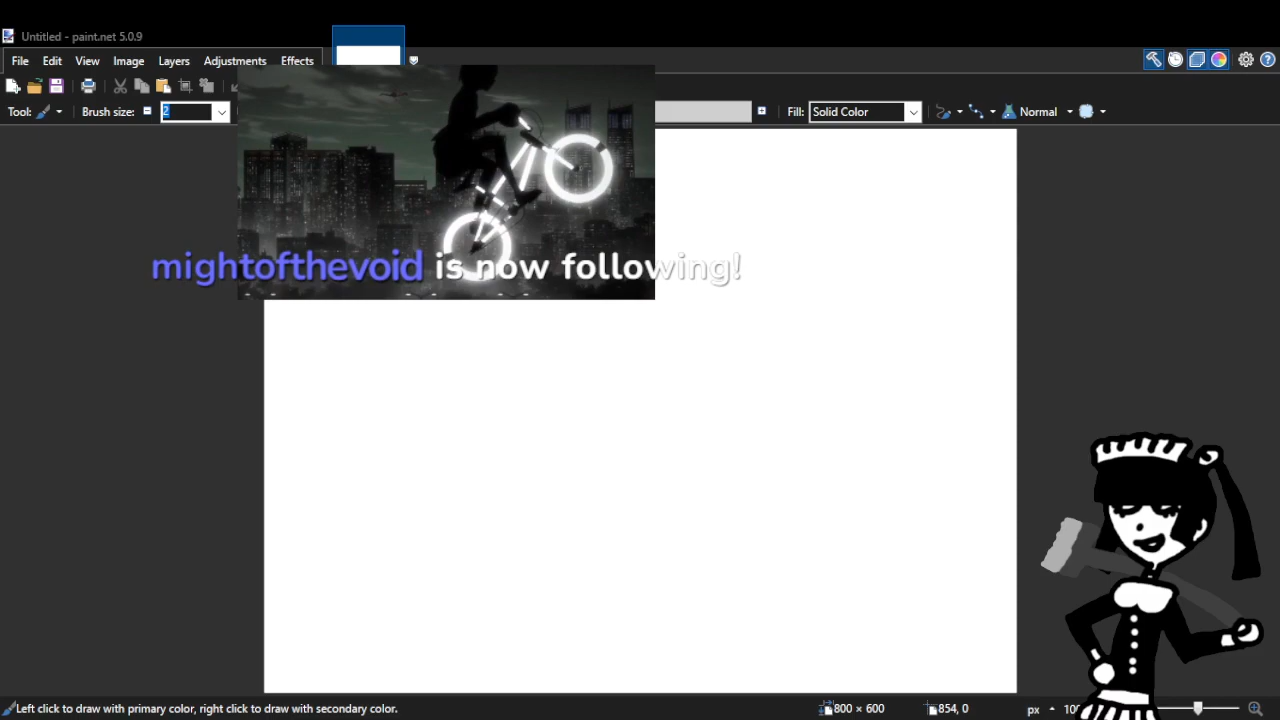 Untitled - paint.net 5.0.9
File Edit View Image Layers Adjustments Effects
Tool: Brush size: 2 Fill: Solid Color Normal
mightofthevoid is now following!
Left click to draw with primary color, right click to draw with secondary color. 800 × 600 854, 0 px